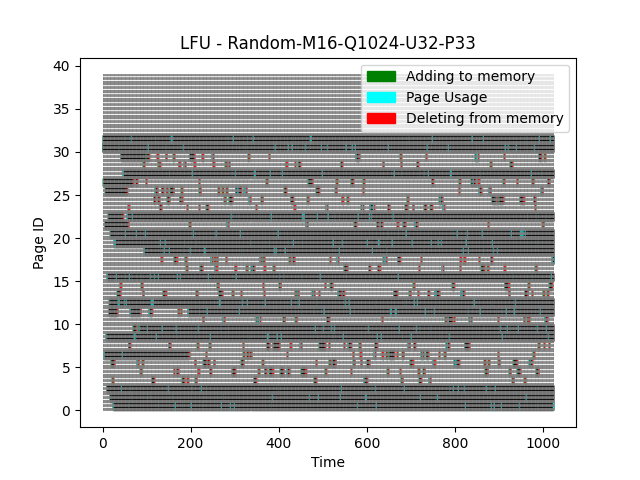 LFU - Random-M16-Q1024-U32-P33
Adding to memory
Page Usage
Deleting from memory
40
35
30
25
20
15
10
5
0
Page ID
0 200 400 600 800 1000
Time